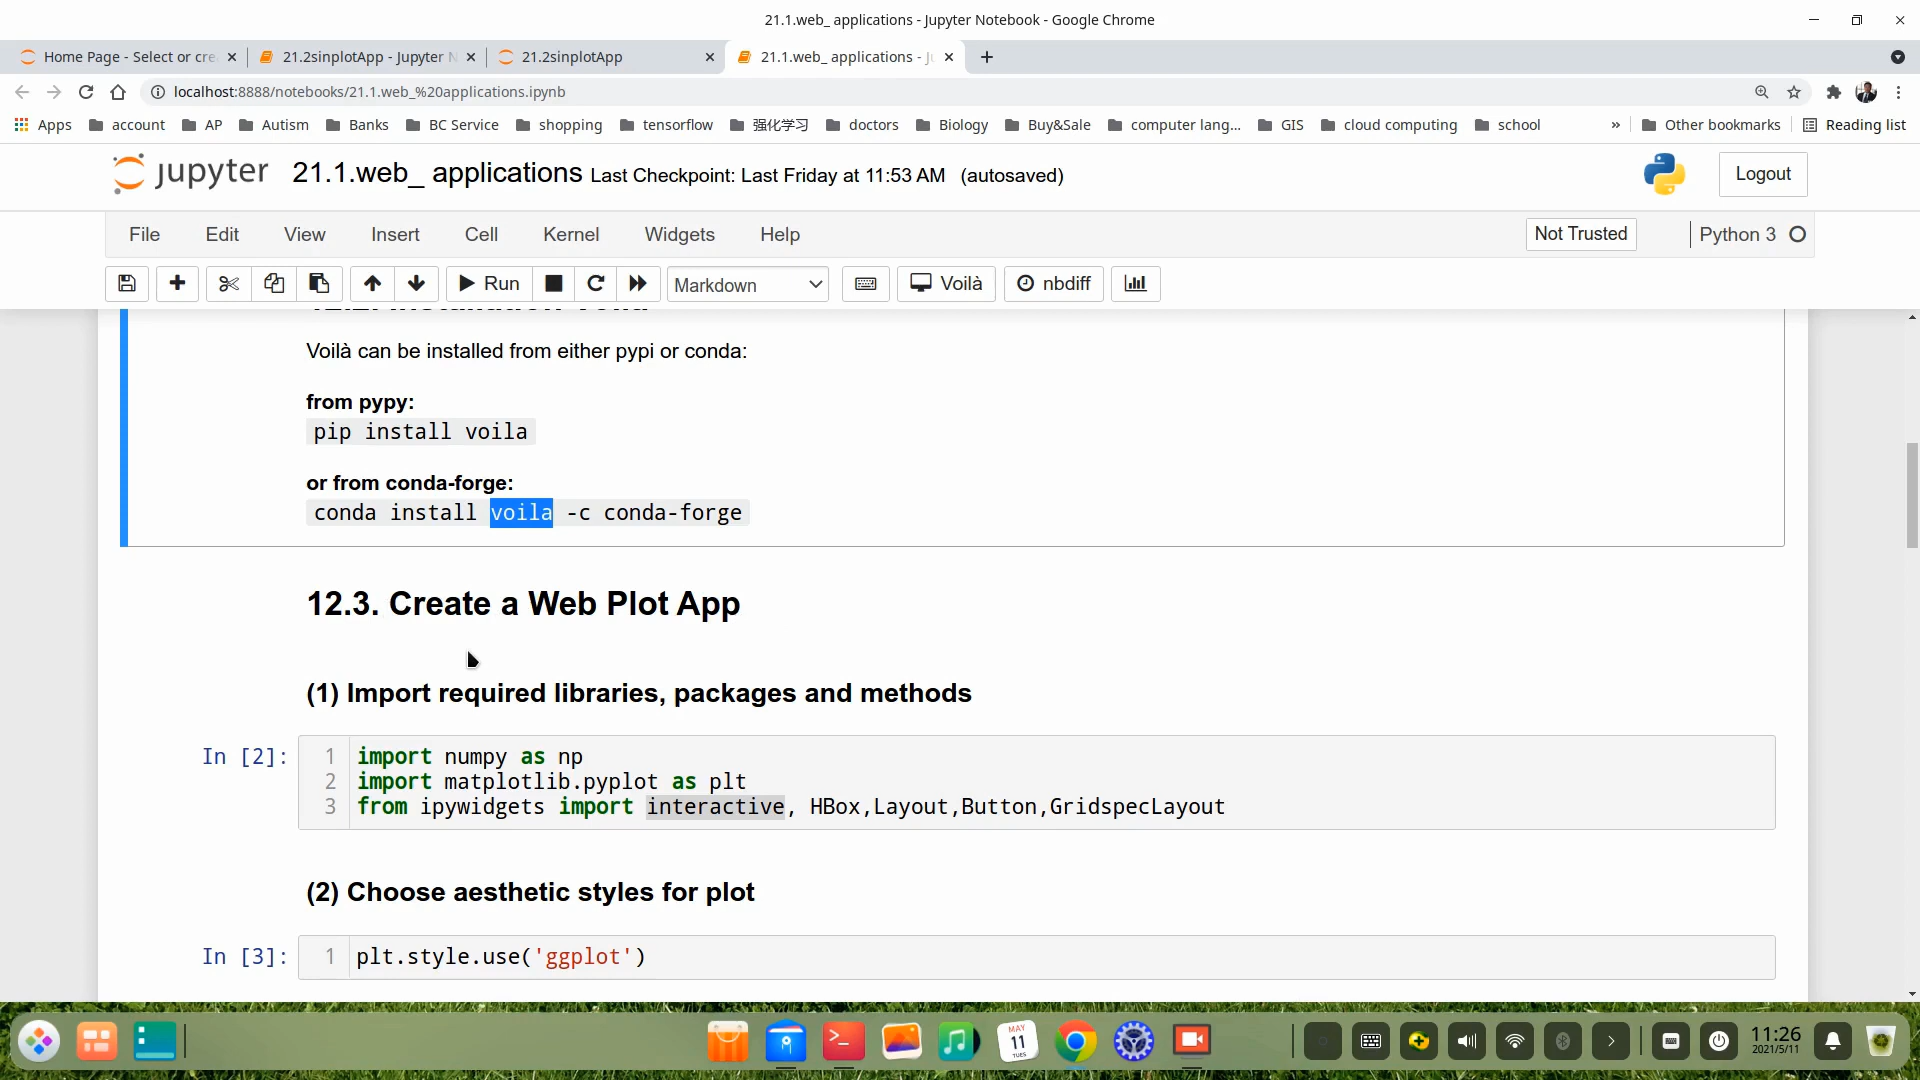 21.1.web_ applications - Jupyter Notebook - Google Chrome
Home Page - Select or cre
21.2sinplotApp - Jupyter N
21.2sinplotApp
21.1.web_ applications - J
localhost:8888/notebooks/21.1.web_%20applications.ipynb
Apps account AP Autism Banks BC Service shopping tensorflow 强化学习 doctors Biology Buy&Sale computer lang... GIS cloud computing school » Other bookmarks Reading list
jupyter 21.1.web_ applications Last Checkpoint: Last Friday at 11:53 AM (autosaved)
Logout
File Edit View Insert Cell Kernel Widgets Help Not Trusted Python 3
Run Markdown Voilà nbdiff
Voilà can be installed from either pypi or conda:
from pypy:
pip install voila
or from conda-forge:
conda install voila -c conda-forge
12.3. Create a Web Plot App
(1) Import required libraries, packages and methods
In [2]: 1 import numpy as np
2 import matplotlib.pyplot as plt
3 from ipywidgets import interactive, HBox,Layout,Button,GridspecLayout
(2) Choose aesthetic styles for plot
In [3]: 1 plt.style.use('ggplot')
MAY
11
TUES
11:26
2021/5/11